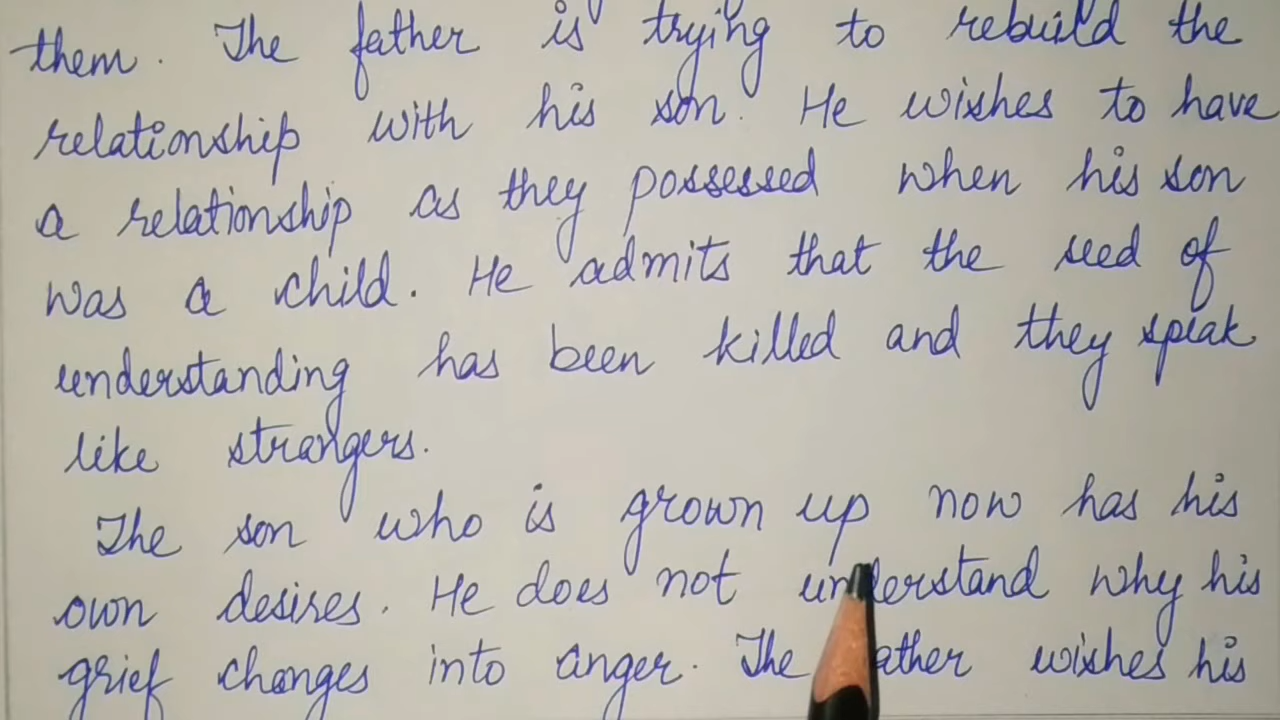 them. The father is trying to rebuild the
relationship with his son. He wishes to have
a relationship as they possessed when his son
was a child. He admits that the seed of
understanding has been killed and they speak
like strangers.
The son who is grown up now has his
own desires. He does not understand why his
grief changes into anger. The father wishes his